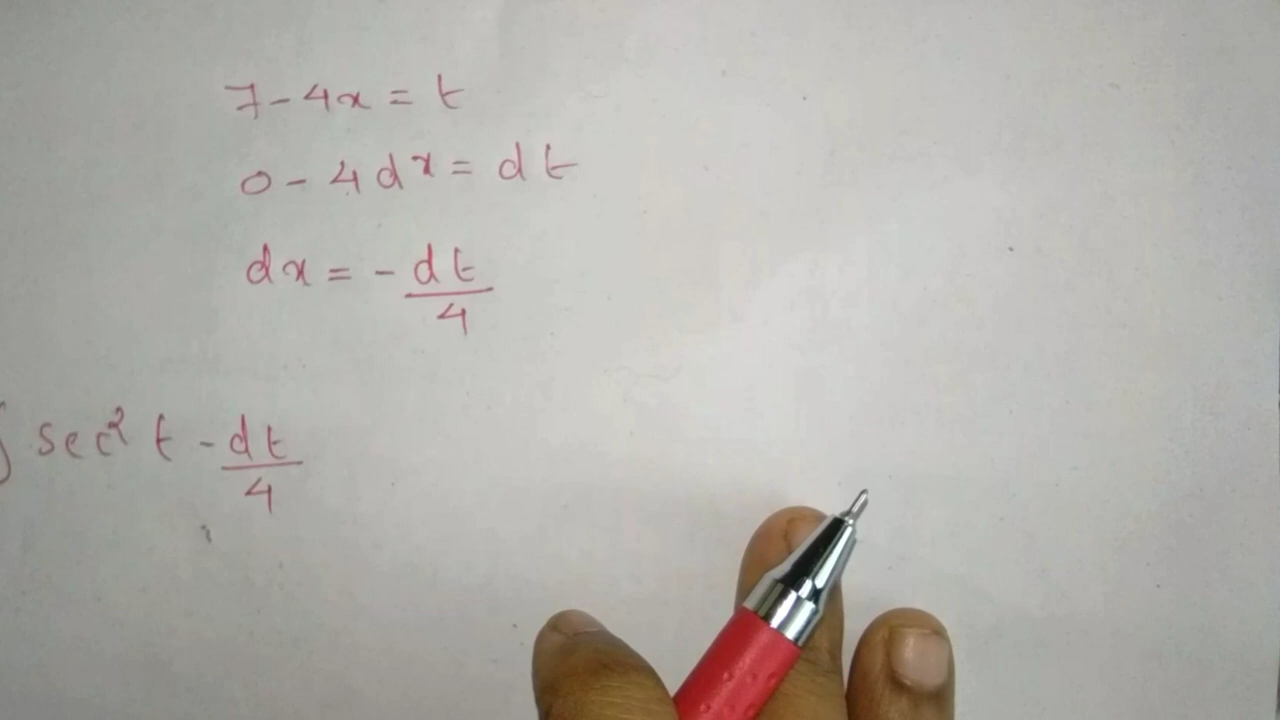 7 - 4x = t
0 - 4dx = dt
dx = - dt/4
∫ sec² t - dt/4